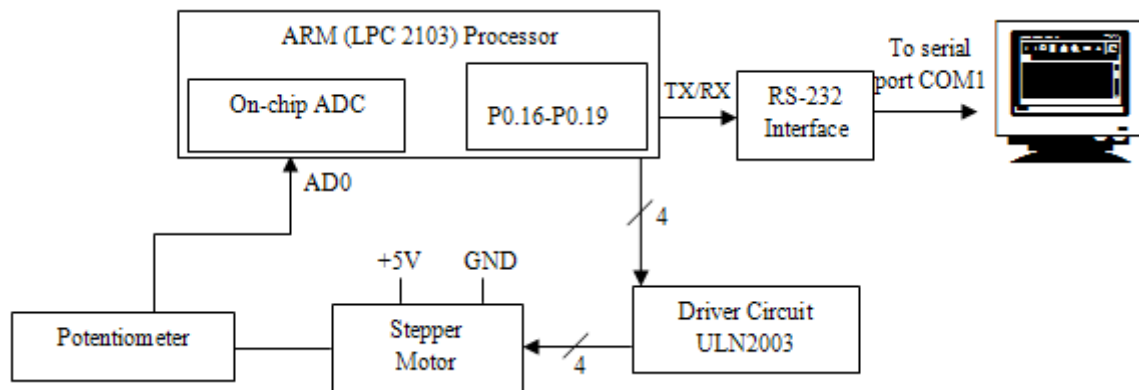 ARM (LPC 2103) Processor
On-chip ADC
P0.16-P0.19
TX/RX
RS-232
Interface
To serial
port COM1
AD0
4
+5V
GND
Potentiometer
Stepper
Motor
4
Driver Circuit
ULN2003